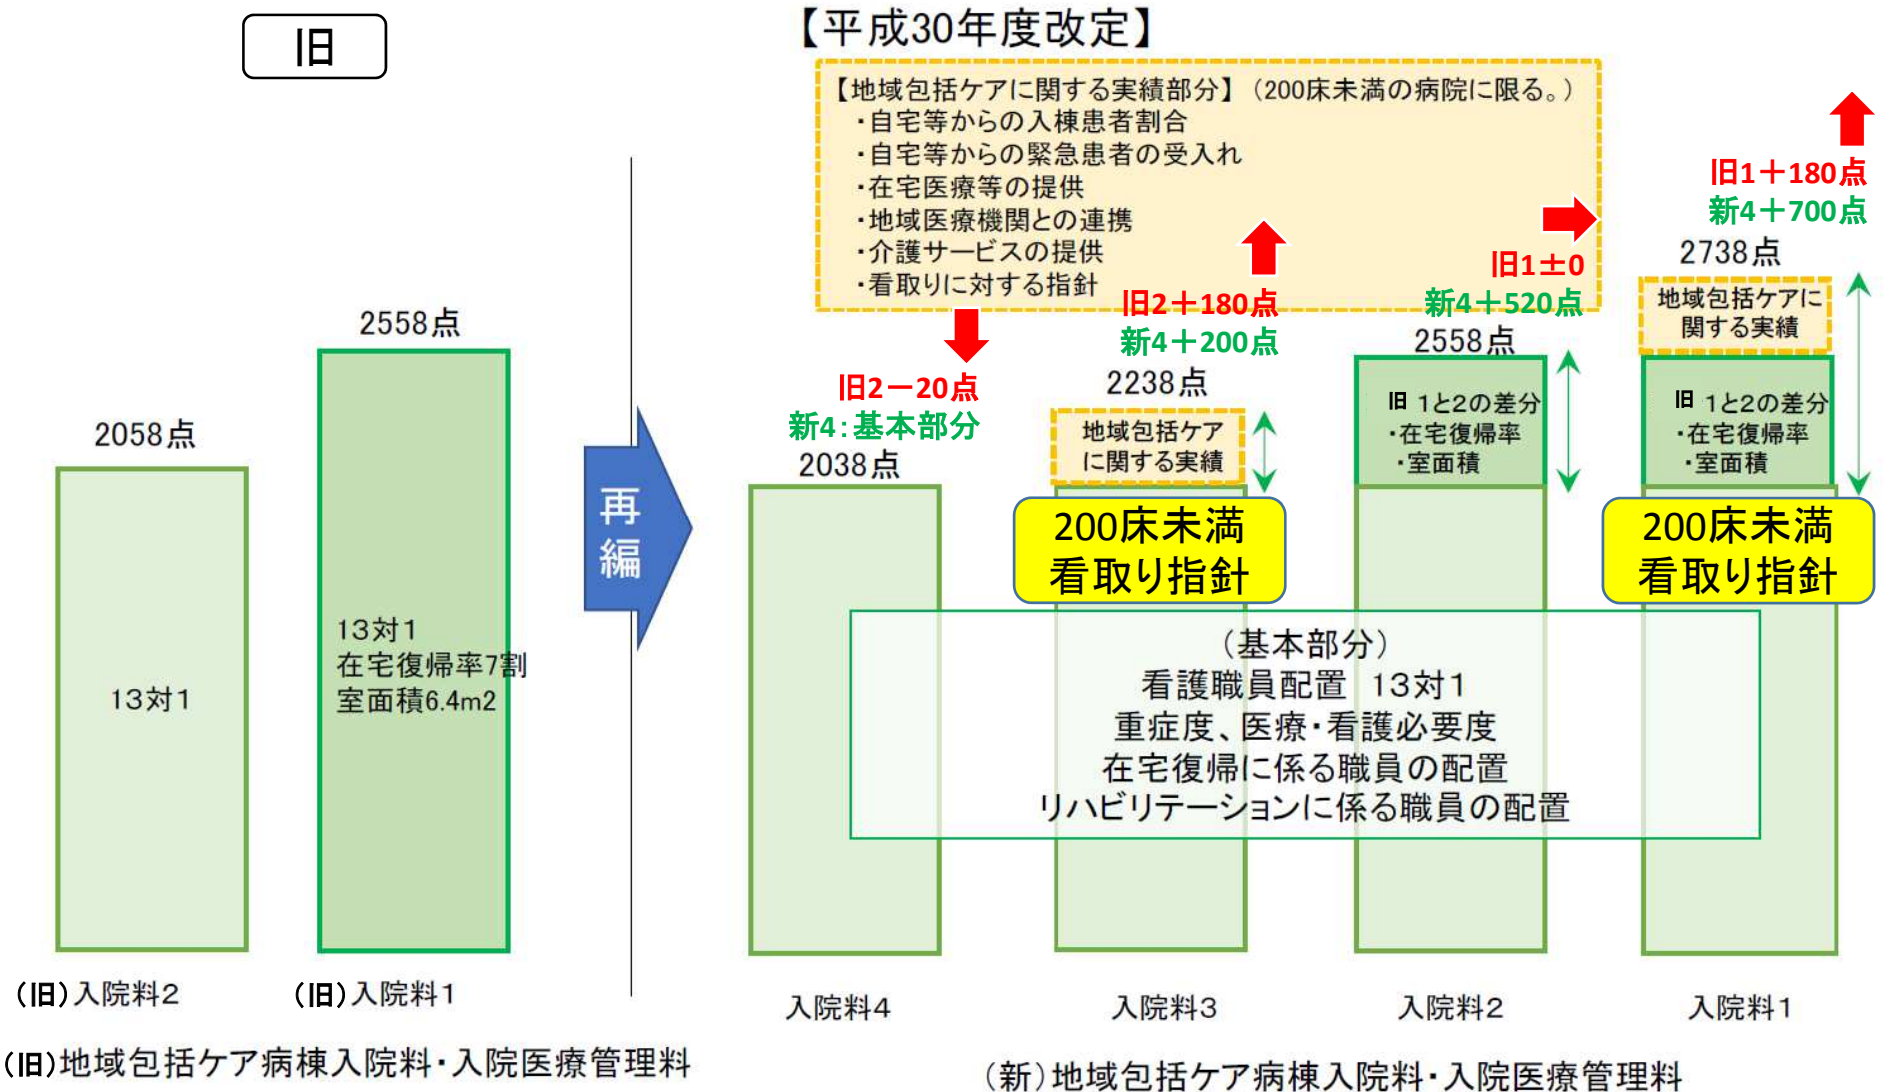 旧
2058点
13対1
(旧)入院料2
2558点
13対1
在宅復帰率7割
室面積6.4m2
(旧)入院料1
(旧)地域包括ケア病棟入院料・入院医療管理料
再
編
【平成30年度改定】
【地域包括ケアに関する実績部分】（200床未満の病院に限る。）
・自宅等からの入棟患者割合
・自宅等からの緊急患者の受入れ
・在宅医療等の提供
・地域医療機関との連携
・介護サービスの提供
・看取りに対する指針
旧2－20点
新4：基本部分
2038点
入院料4
旧2＋180点
新4＋200点
2238点
地域包括ケア
に関する実績
200床未満
看取り指針
入院料3
旧1±0
新4＋520点
2558点
旧 1と2の差分
・在宅復帰率
・室面積
入院料2
旧1＋180点
新4＋700点
2738点
地域包括ケアに
関する実績
旧 1と2の差分
・在宅復帰率
・室面積
200床未満
看取り指針
入院料1
（基本部分）
看護職員配置　13対1
重症度、医療・看護必要度
在宅復帰に係る職員の配置
リハビリテーションに係る職員の配置
（新）地域包括ケア病棟入院料・入院医療管理料